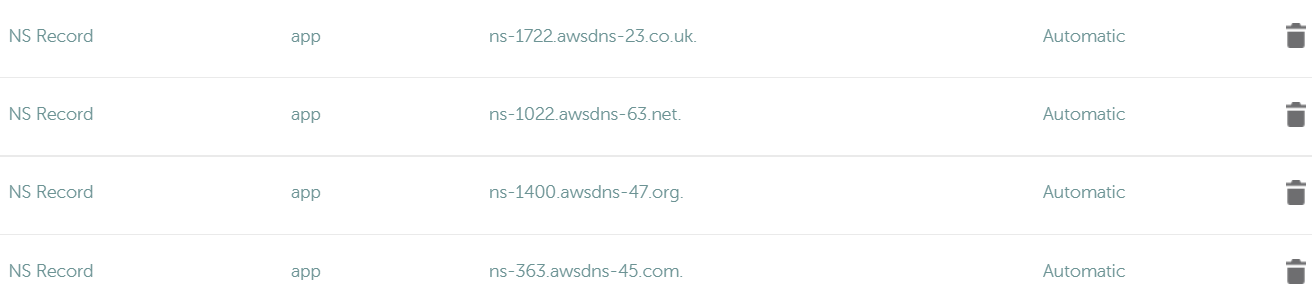 NS Record app ns-1722.awsdns-23.co.uk. Automatic
NS Record app ns-1022.awsdns-63.net. Automatic
NS Record app ns-1400.awsdns-47.org. Automatic
NS Record app ns-363.awsdns-45.com. Automatic